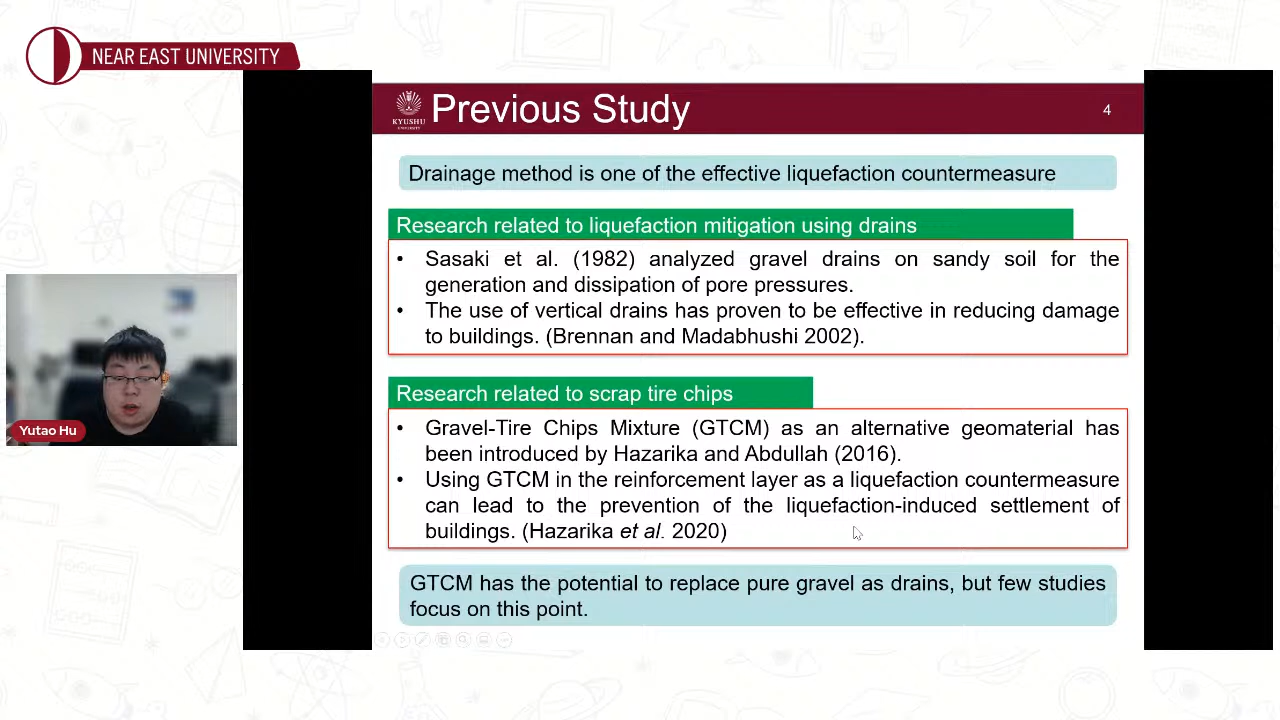 NEAR EAST UNIVERSITY
KYUSHU
UNIVERSITY
Previous Study
4
Drainage method is one of the effective liquefaction countermeasure
Research related to liquefaction mitigation using drains
• Sasaki et al. (1982) analyzed gravel drains on sandy soil for the
generation and dissipation of pore pressures.
• The use of vertical drains has proven to be effective in reducing damage
to buildings. (Brennan and Madabhushi 2002).
Yutao Hu
Research related to scrap tire chips
• Gravel-Tire Chips Mixture (GTCM) as an alternative geomaterial has
been introduced by Hazarika and Abdullah (2016).
• Using GTCM in the reinforcement layer as a liquefaction countermeasure
can lead to the prevention of the liquefaction-induced settlement of
buildings. (Hazarika et al. 2020)
GTCM has the potential to replace pure gravel as drains, but few studies
focus on this point.